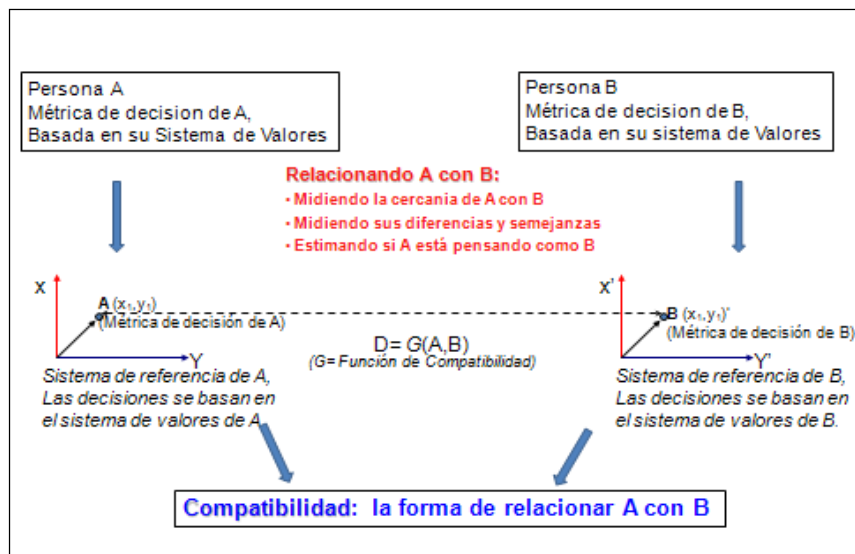 Persona A
Métrica de decision de A,
Basada en su Sistema de Valores
Persona B
Métrica de decision de B,
Basada en su sistema de Valores
Relacionando A con B:
• Midiendo la cercania de A con B
• Midiendo sus diferencias y semejanzas
• Estimando si A está pensando como B
X
A (x₁,y₁)
(Métrica de decisión de A)
Y
Sistema de referencia de A,
Las decisiones se basan en
el sistema de valores de A
D= G(A,B)
(G= Función de Compatibilidad)
X'
B (x₁,y₁)'
(Métrica de decisión de B)
Y'
Sistema de referencia de B,
Las decisiones se basan en
el sistema de valores de B.
Compatibilidad: la forma de relacionar A con B